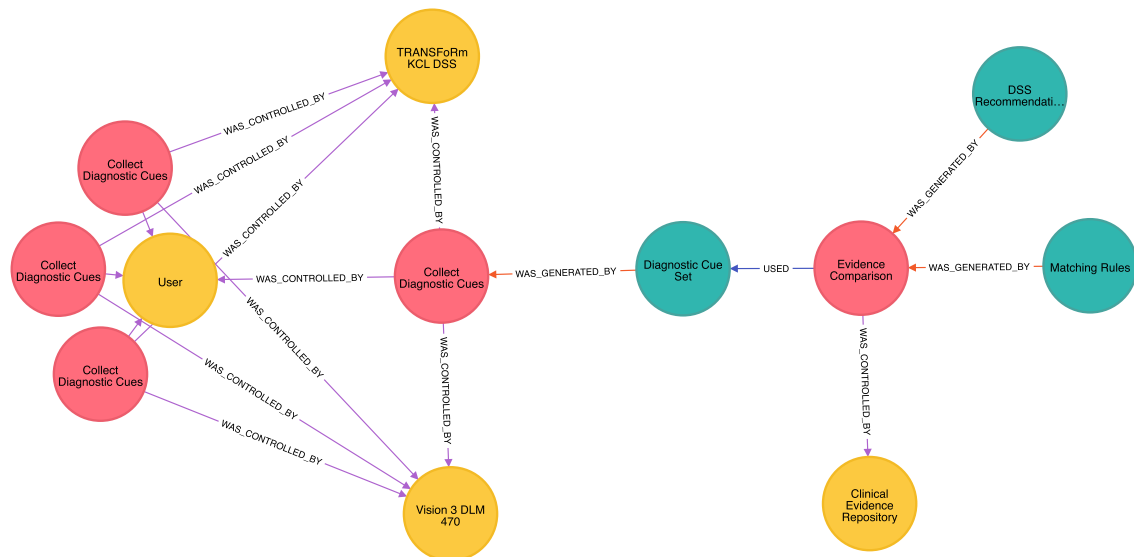 TRANSFoRm
KCL DSS
DSS
Recommendati…
WAS_CONTROLLED_BY
WAS_CONTROLLED_BY
WAS_CONTROLLED_BY
WAS_CONTROLLED_BY
WAS_GENERATED_BY
Collect
Diagnostic Cues
Collect
Diagnostic Cues
User
WAS_CONTROLLED_BY
Collect
Diagnostic Cues
WAS_GENERATED_BY
Diagnostic Cue
Set
USED
Evidence
Comparison
WAS_GENERATED_BY
Matching Rules
Collect
Diagnostic Cues
WAS_CONTROLLED_BY
WAS_CONTROLLED_BY
WAS_CONTROLLED_BY
WAS_CONTROLLED_BY
WAS_CONTROLLED_BY
Vision 3 DLM
470
Clinical
Evidence
Repository